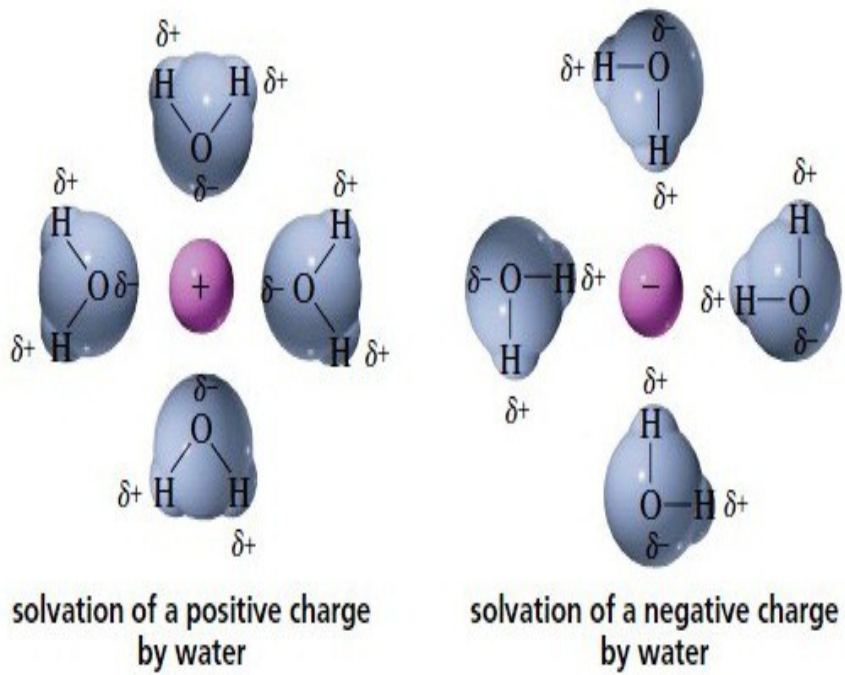 δ+
H H δ+
O
δ−
δ+
H
O δ−
δ+ H
+
δ+
H
δ− O
H δ+
δ−
O
δ+ H H
δ+
solvation of a positive charge
by water
δ−
δ+ H O
H
δ+
δ− O H δ+
H
δ+
−
δ+
H
δ+ H O
δ−
δ+
H
O H δ+
δ−
solvation of a negative charge
by water